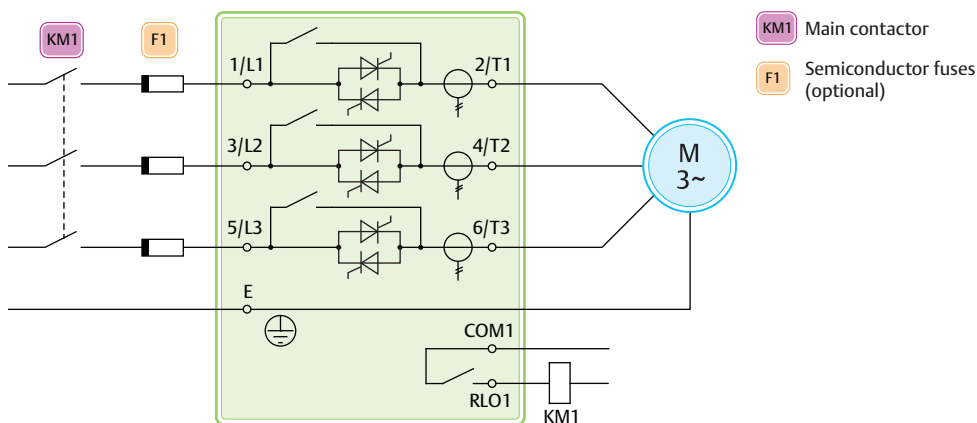 KM1
F1
KM1 Main contactor
F1 Semiconductor fuses
(optional)
1/L1
2/T1
3/L2
4/T2
M
3~
5/L3
6/T3
E
COM1
RLO1
KM1